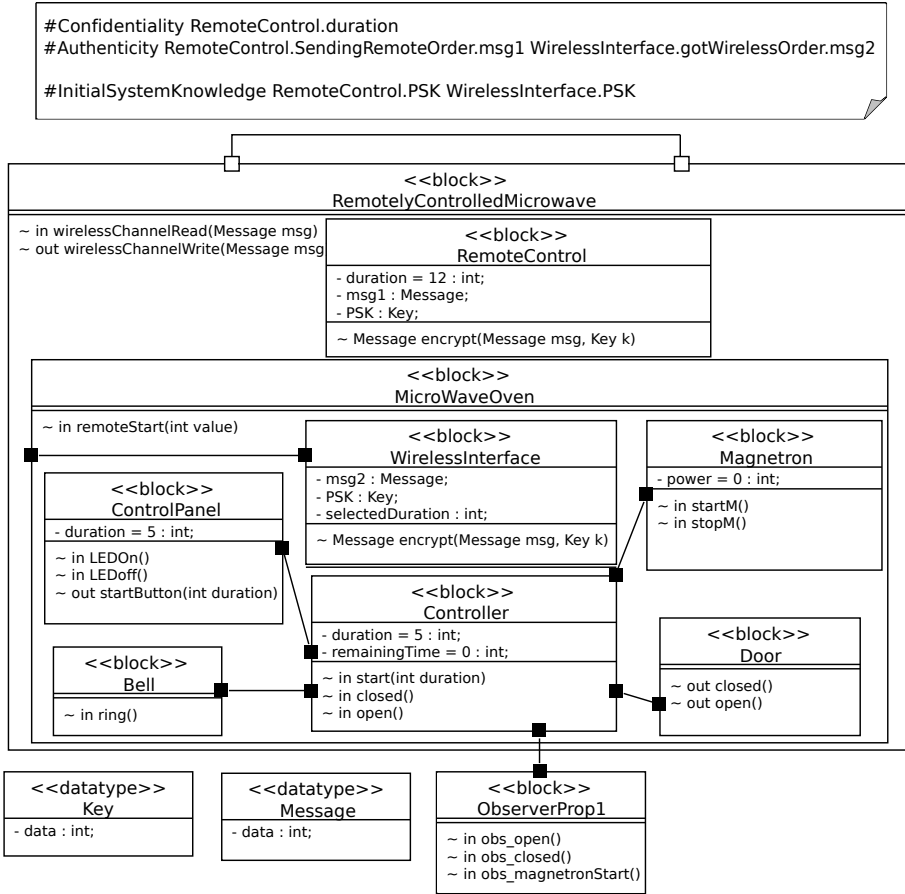 #Confidentiality RemoteControl.duration
#Authenticity RemoteControl.SendingRemoteOrder.msg1 WirelessInterface.gotWirelessOrder.msg2
#InitialSystemKnowledge RemoteControl.PSK WirelessInterface.PSK
<<block>>
RemotelyControlledMicrowave
~ in wirelessChannelRead(Message msg)
~ out wirelessChannelWrite(Message msg
<<block>>
RemoteControl
- duration = 12 : int;
- msg1 : Message;
- PSK : Key;
~ Message encrypt(Message msg, Key k)
<<block>>
MicroWaveOven
~ in remoteStart(int value)
<<block>>
WirelessInterface
- msg2 : Message;
- PSK : Key;
- selectedDuration : int;
~ Message encrypt(Message msg, Key k)
<<block>>
Magnetron
- power = 0 : int;
~ in startM()
~ in stopM()
<<block>>
ControlPanel
- duration = 5 : int;
~ in LEDOn()
~ in LEDoff()
~ out startButton(int duration)
<<block>>
Controller
- duration = 5 : int;
- remainingTime = 0 : int;
~ in start(int duration)
~ in closed()
~ in open()
<<block>>
Door
~ out closed()
~ out open()
<<block>>
Bell
~ in ring()
<<datatype>>
Key
- data : int;
<<datatype>>
Message
- data : int;
<<block>>
ObserverProp1
~ in obs_open()
~ in obs_closed()
~ in obs_magnetronStart()